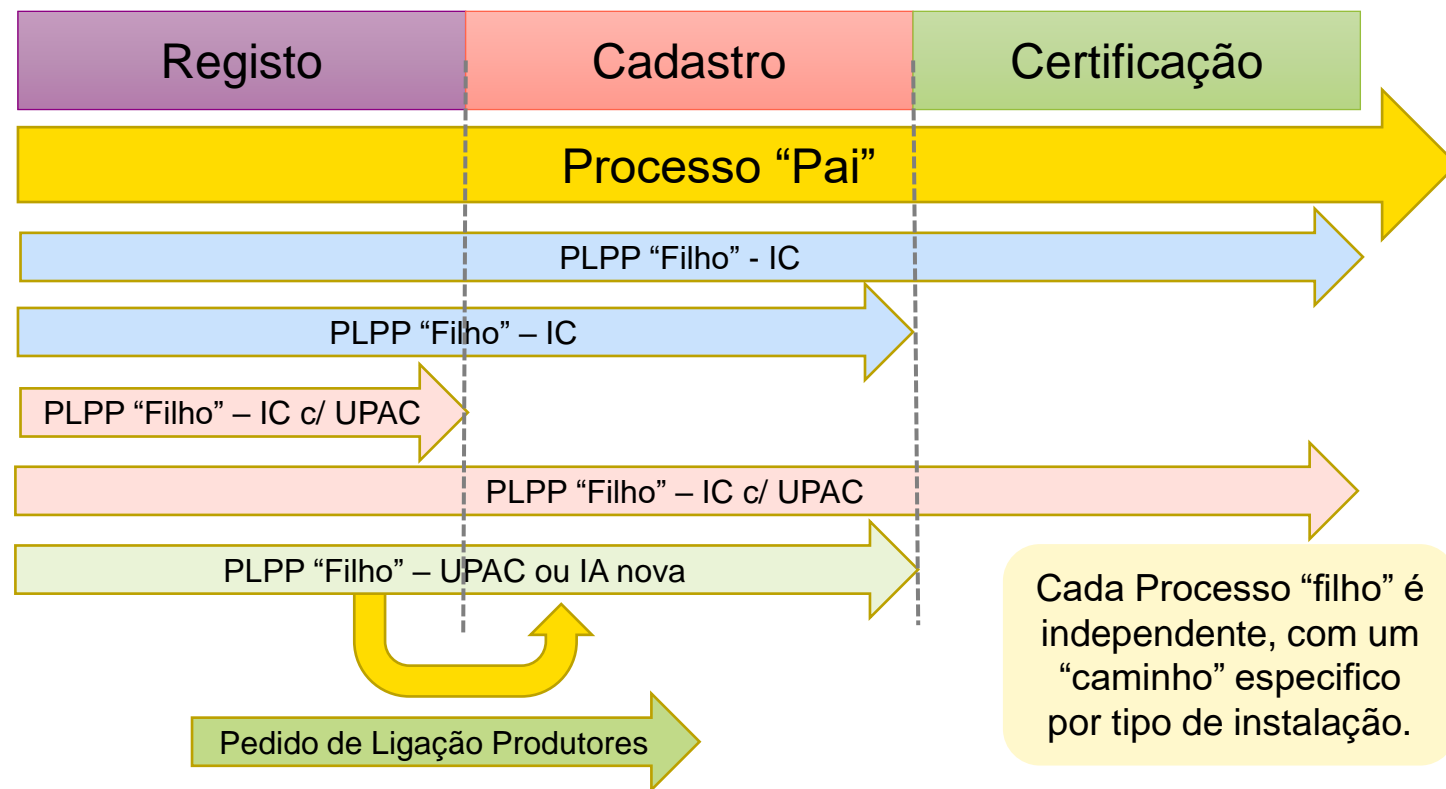 Registo
Cadastro
Certificação
Processo “Pai”
PLPP “Filho” - IC
PLPP “Filho” – IC
PLPP “Filho” – IC c/ UPAC
PLPP “Filho” – IC c/ UPAC
PLPP “Filho” – UPAC ou IA nova
Cada Processo “filho” é
independente, com um
“caminho” especifico
por tipo de instalação.
Pedido de Ligação Produtores